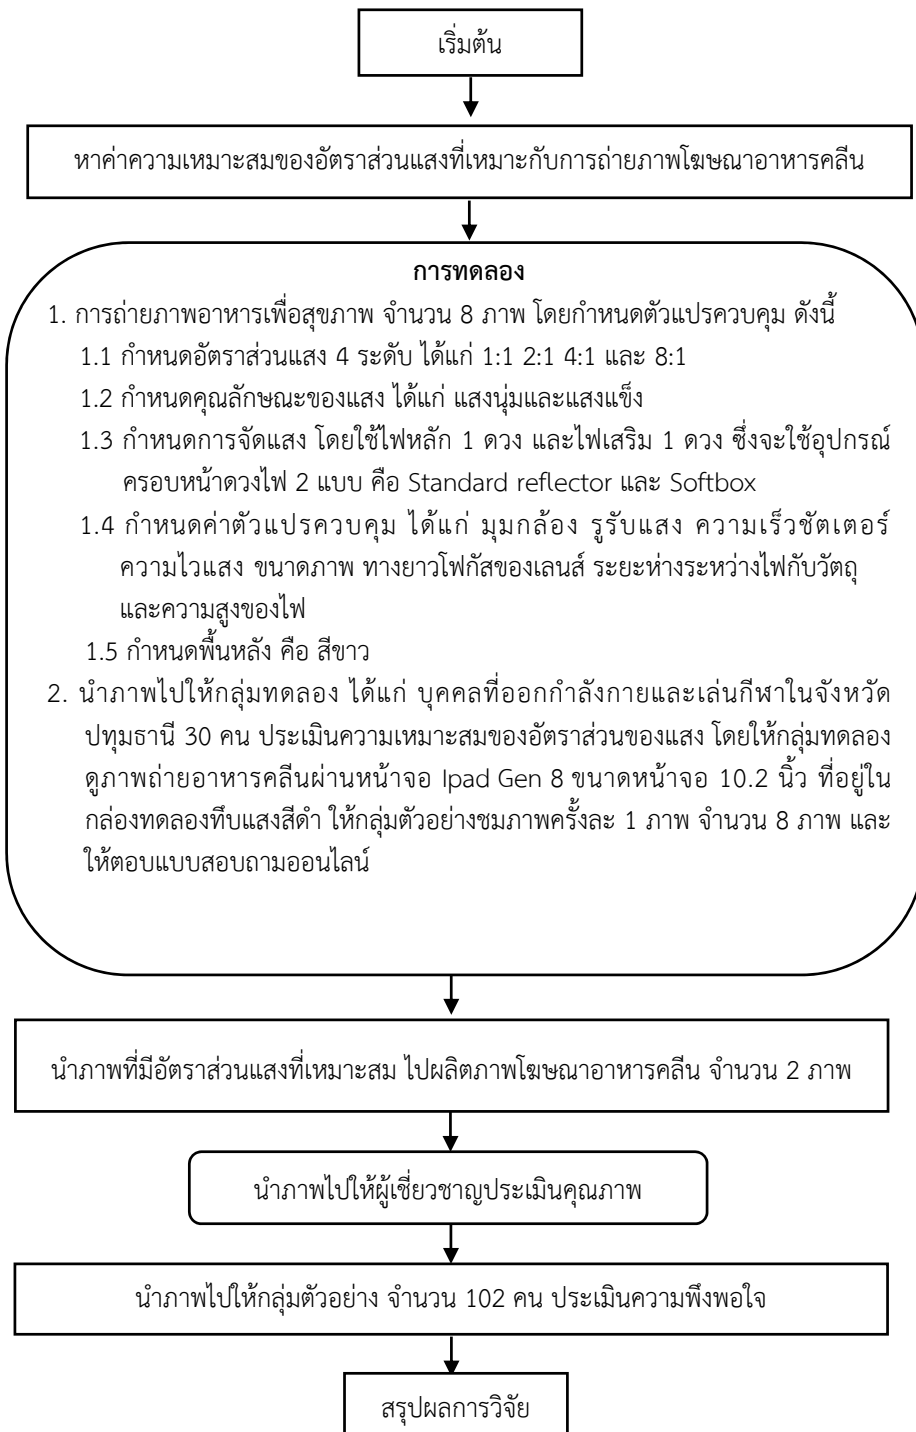 เริ่มต้น
หาค่าความเหมาะสมของอัตราส่วนแสงที่เหมาะกับการถ่ายภาพโฆษณาอาหารคลีน
การทดลอง
1. การถ่ายภาพอาหารเพื่อสุขภาพ จำนวน 8 ภาพ โดยกำหนดตัวแปรควบคุม ดังนี้
1.1 กำหนดอัตราส่วนแสง 4 ระดับ ได้แก่ 1:1 2:1 4:1 และ 8:1
1.2 กำหนดคุณลักษณะของแสง ได้แก่ แสงนุ่มและแสงแข็ง
1.3 กำหนดการจัดแสง โดยใช้ไฟหลัก 1 ดวง และไฟเสริม 1 ดวง ซึ่งจะใช้อุปกรณ์
ครอบหน้าดวงไฟ 2 แบบ คือ Standard reflector และ Softbox
1.4 กำหนดค่าตัวแปรควบคุม ได้แก่ มุมกล้อง รูรับแสง ความเร็วชัตเตอร์
ความไวแสง ขนาดภาพ ทางยาวโฟกัสของเลนส์ ระยะห่างระหว่างไฟกับวัตถุ
และความสูงของไฟ
1.5 กำหนดพื้นหลัง คือ สีขาว
2. นำภาพไปให้กลุ่มทดลอง ได้แก่ บุคคลที่ออกกำลังกายและเล่นกีฬาในจังหวัด
ปทุมธานี 30 คน ประเมินความเหมาะสมของอัตราส่วนของแสง โดยให้กลุ่มทดลอง
ดูภาพถ่ายอาหารคลีนผ่านหน้าจอ Ipad Gen 8 ขนาดหน้าจอ 10.2 นิ้ว ที่อยู่ใน
กล่องทดลองทึบแสงสีดำ ให้กลุ่มตัวอย่างชมภาพครั้งละ 1 ภาพ จำนวน 8 ภาพ และ
ให้ตอบแบบสอบถามออนไลน์
นำภาพที่มีอัตราส่วนแสงที่เหมาะสม ไปผลิตภาพโฆษณาอาหารคลีน จำนวน 2 ภาพ
นำภาพไปให้ผู้เชี่ยวชาญประเมินคุณภาพ
นำภาพไปให้กลุ่มตัวอย่าง จำนวน 102 คน ประเมินความพึงพอใจ
สรุปผลการวิจัย